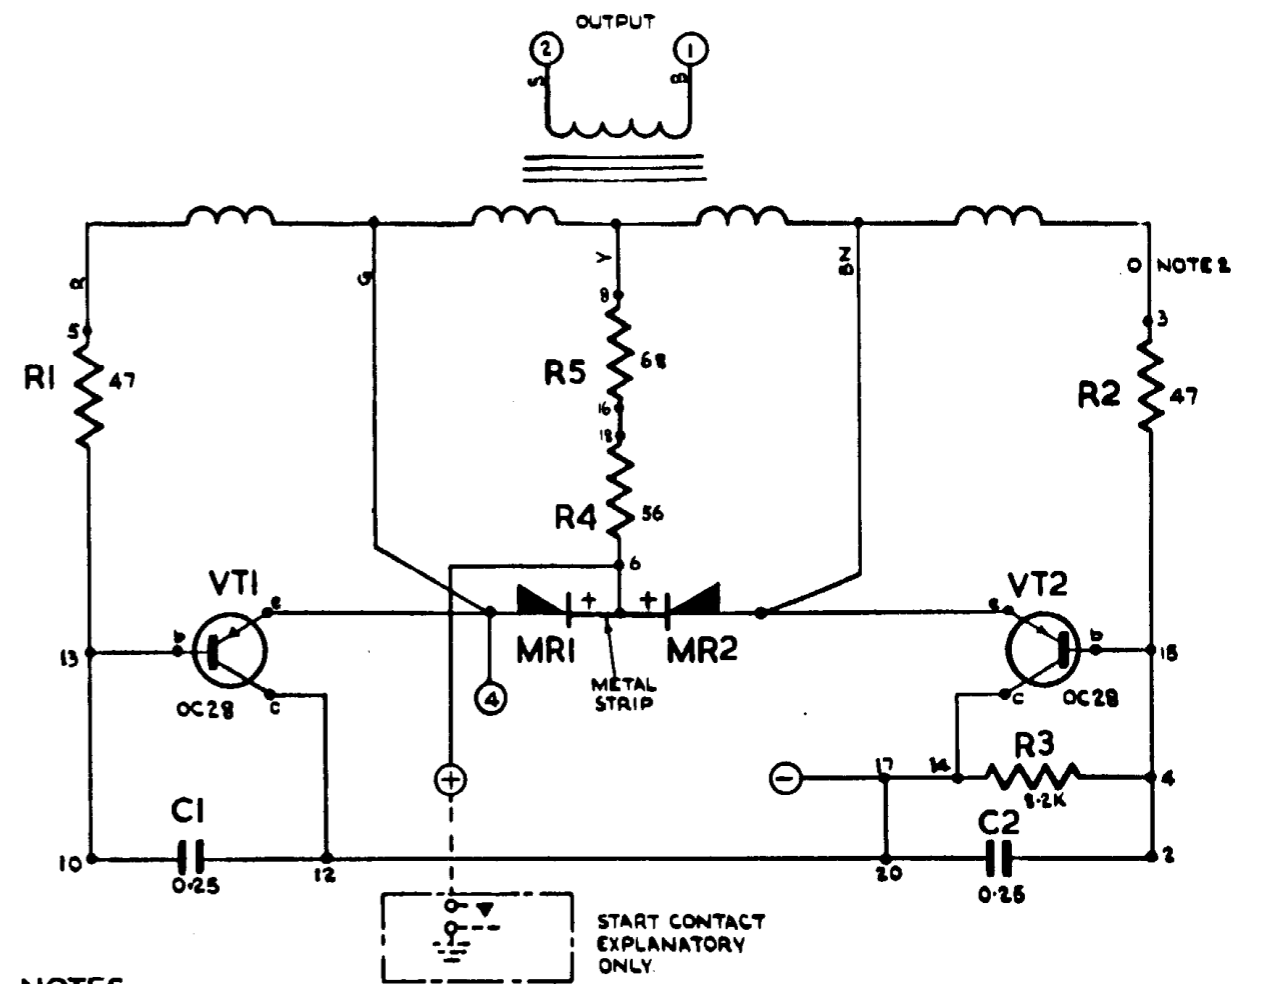 OUTPUT
2 1
S B
R G Y BN O NOTE 2
8
5 3
R1 47 R5 68 R2 47
16
18
R4 56
6
VT1 VT2
e + + e
b b
13 MR1 MR2 15
c 4 METAL c
OC28 STRIP OC28
R3
+ - 17 14 4
8·2K
C1 C2
10 12 20 2
0·25 0·25
START CONTACT
EXPLANATORY
ONLY.
NOTES